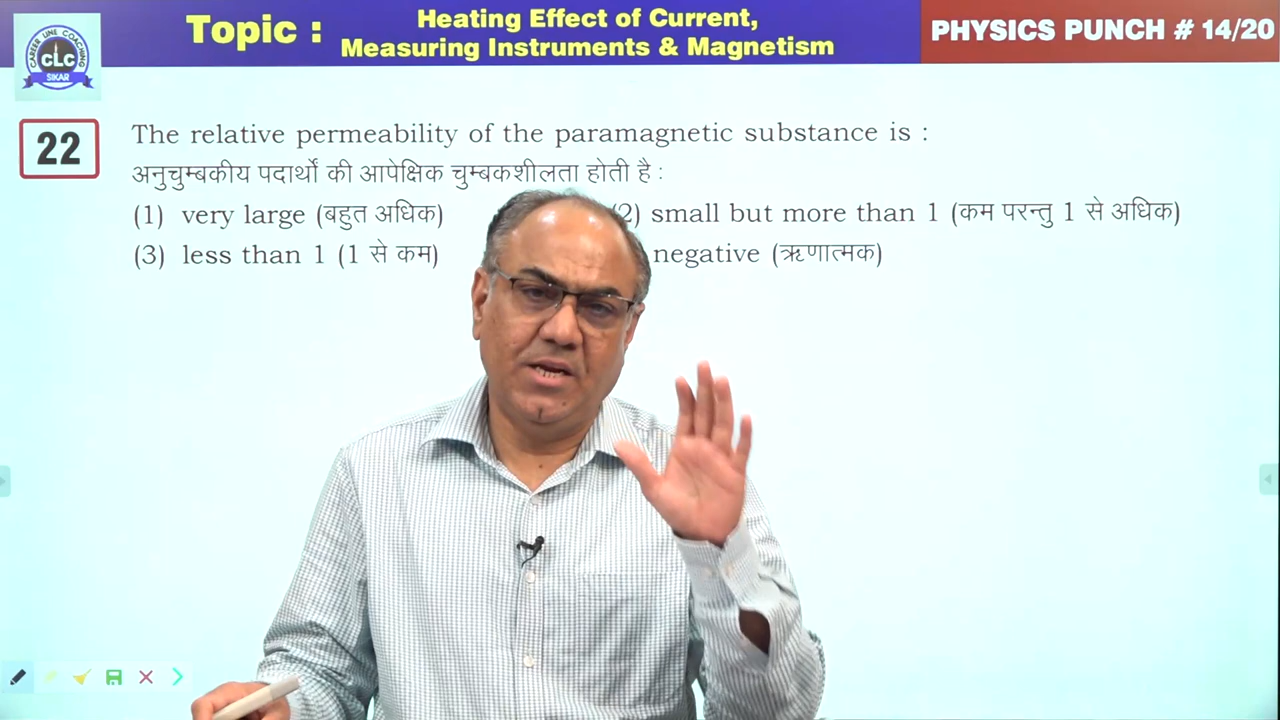 Topic : Heating Effect of Current,
Measuring Instruments & Magnetism
PHYSICS PUNCH # 14/20
CAREER LINE COACHING
CLC
SIKAR
22 The relative permeability of the paramagnetic substance is :
अनुचुम्बकीय पदार्थों की आपेक्षिक चुम्बकशीलता होती है :
(1) very large (बहुत अधिक) (2) small but more than 1 (कम परन्तु 1 से अधिक)
(3) less than 1 (1 से कम) negative (ऋणात्मक)